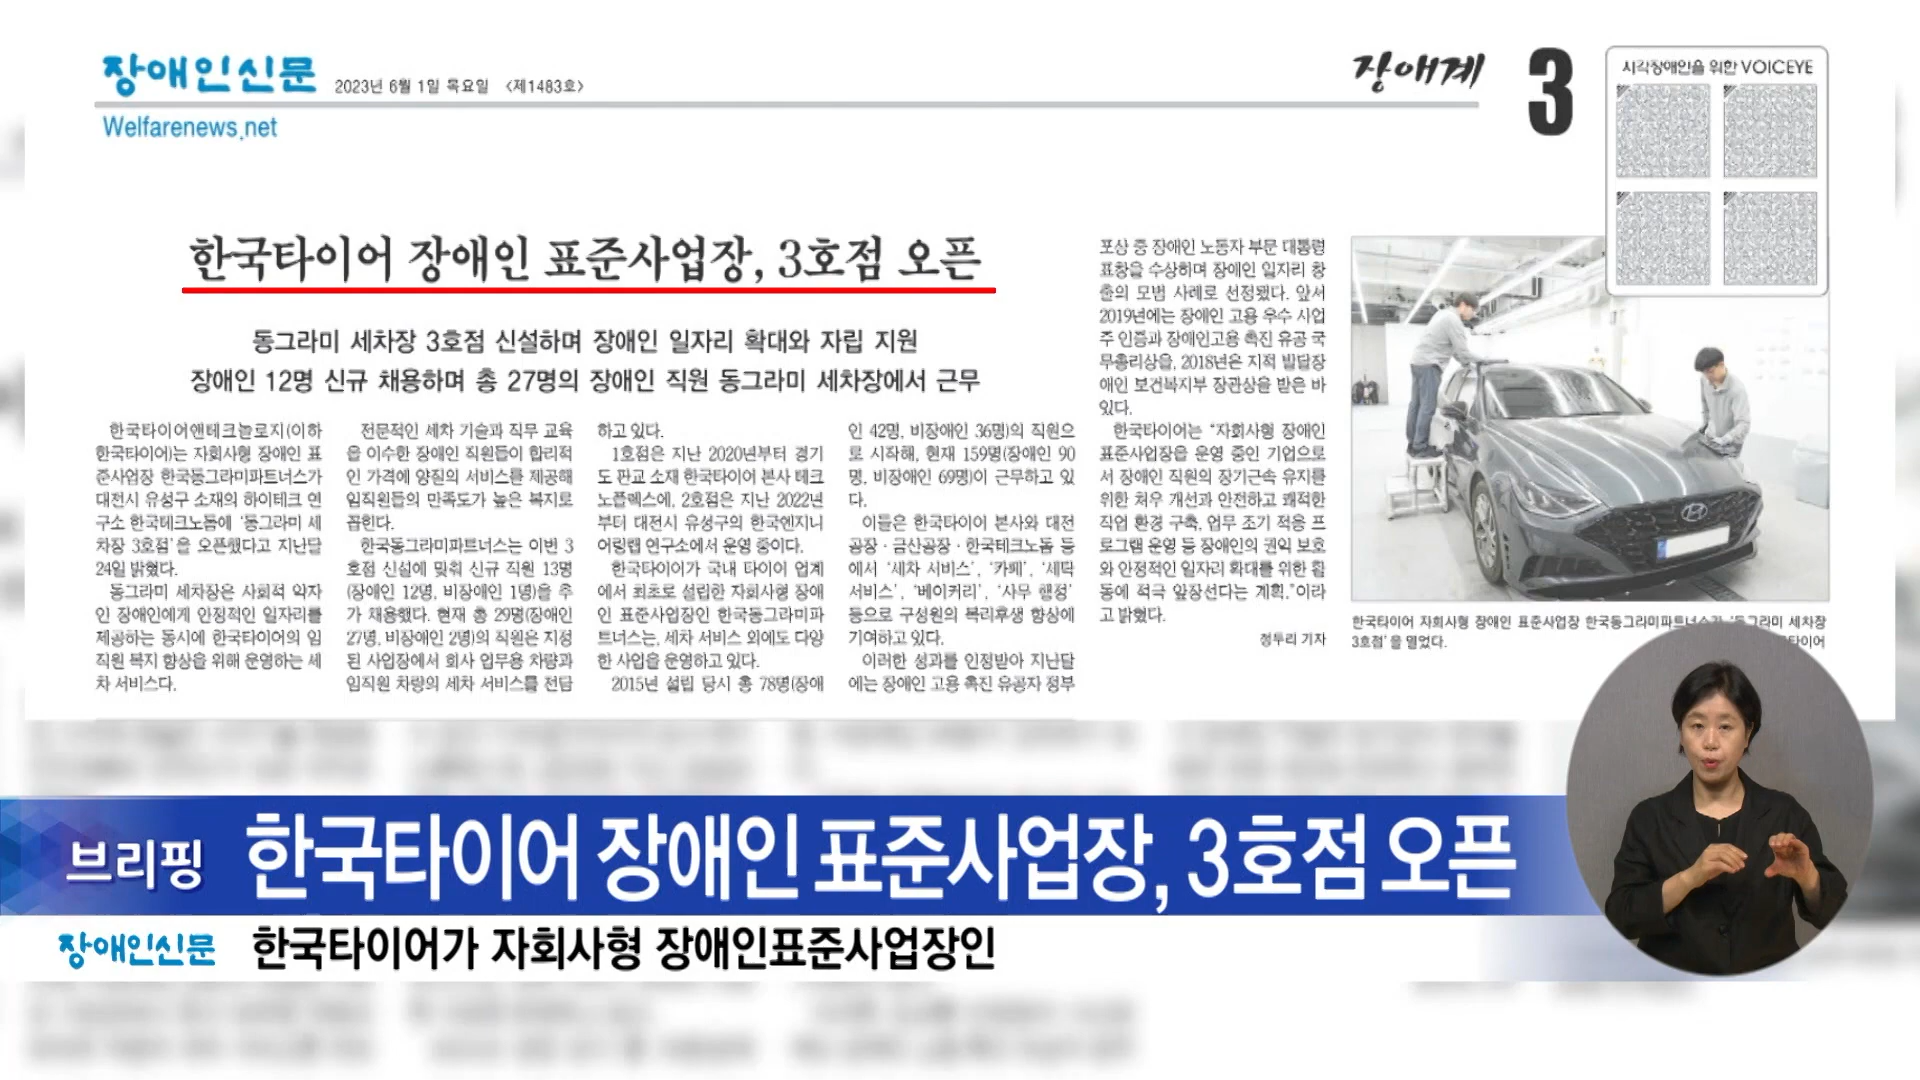 장애인신문 2023년 6월 1일 목요일 <제1483호>
Welfarenews.net
장애계 3
시각장애인을 위한 VOICEYE
한국타이어 장애인 표준사업장, 3호점 오픈
동그라미 세차장 3호점 신설하며 장애인 일자리 확대와 자립 지원
장애인 12명 신규 채용하며 총 27명의 장애인 직원 동그라미 세차장에서 근무
한국타이어앤테크놀로지(이하
한국타이어)는 자회사형 장애인 표
준사업장 한국동그라미파트너스가
대전시 유성구 소재의 하이테크 연
구소 한국테크노돔에 '동그라미 세
차장 3호점'을 오픈했다고 지난달
24일 밝혔다.
동그라미 세차장은 사회적 약자
인 장애인에게 안정적인 일자리를
제공하는 동시에 한국타이어의 임
직원 복지 향상을 위해 운영하는 세
차 서비스다.
전문적인 세차 기술과 직무 교육
을 이수한 장애인 직원들이 합리적
인 가격에 양질의 서비스를 제공해
임직원들의 만족도가 높은 복지로
꼽힌다.
한국동그라미파트너스는 이번 3
호점 신설에 맞춰 신규 직원 13명
(장애인 12명, 비장애인 1명)을 추
가 채용했다. 현재 총 29명(장애인
27명, 비장애인 2명)의 직원은 지정
된 사업장에서 회사 업무용 차량과
임직원 차량의 세차 서비스를 전담
하고 있다.
1호점은 지난 2020년부터 경기
도 판교 소재 한국타이어 본사 테크
노플렉스에, 2호점은 지난 2022년
부터 대전시 유성구의 한국엔지니
어링랩 연구소에서 운영 중이다.
한국타이어가 국내 타이어 업계
에서 최초로 설립한 자회사형 장애
인 표준사업장인 한국동그라미파
트너스는, 세차 서비스 외에도 다양
한 사업을 운영하고 있다.
2015년 설립 당시 총 78명(장애
인 42명, 비장애인 36명)의 직원으
로 시작해, 현재 159명(장애인 90
명, 비장애인 69명)이 근무하고 있
다.
이들은 한국타이어 본사와 대전
공장·금산공장·한국테크노돔 등
에서 '세차 서비스', '카페', '세탁
서비스', '베이커리', '사무 행정'
등으로 구성원의 복리후생 향상에
기여하고 있다.
이러한 성과를 인정받아 지난달
에는 장애인 고용 촉진 유공자 정부
포상 중 장애인 노동자 부문 대통령
표창을 수상하며 장애인 일자리 창
출의 모범 사례로 선정됐다. 앞서
2019년에는 장애인 고용 우수 사업
주 인증과 장애인고용 촉진 유공 국
무총리상을, 2018년은 지적 발달장
애인 보건복지부 장관상을 받은 바
있다.
한국타이어는 "자회사형 장애인
표준사업장을 운영 중인 기업으로
서 장애인 직원의 장기근속 유지를
위한 처우 개선과 안전하고 쾌적한
직업 환경 구축, 업무 조기 적응 프
로그램 운영 등 장애인의 권익 보호
와 안정적인 일자리 확대를 위한 활
동에 적극 앞장선다는 계획."이라
고 밝혔다.
정두리 기자
한국타이어 자회사형 장애인 표준사업장 한국동그라미파트너스가 '동그라미 세차장
3호점'을 열었다.
브리핑 한국타이어 장애인 표준사업장, 3호점 오픈
장애인신문 한국타이어가 자회사형 장애인표준사업장인